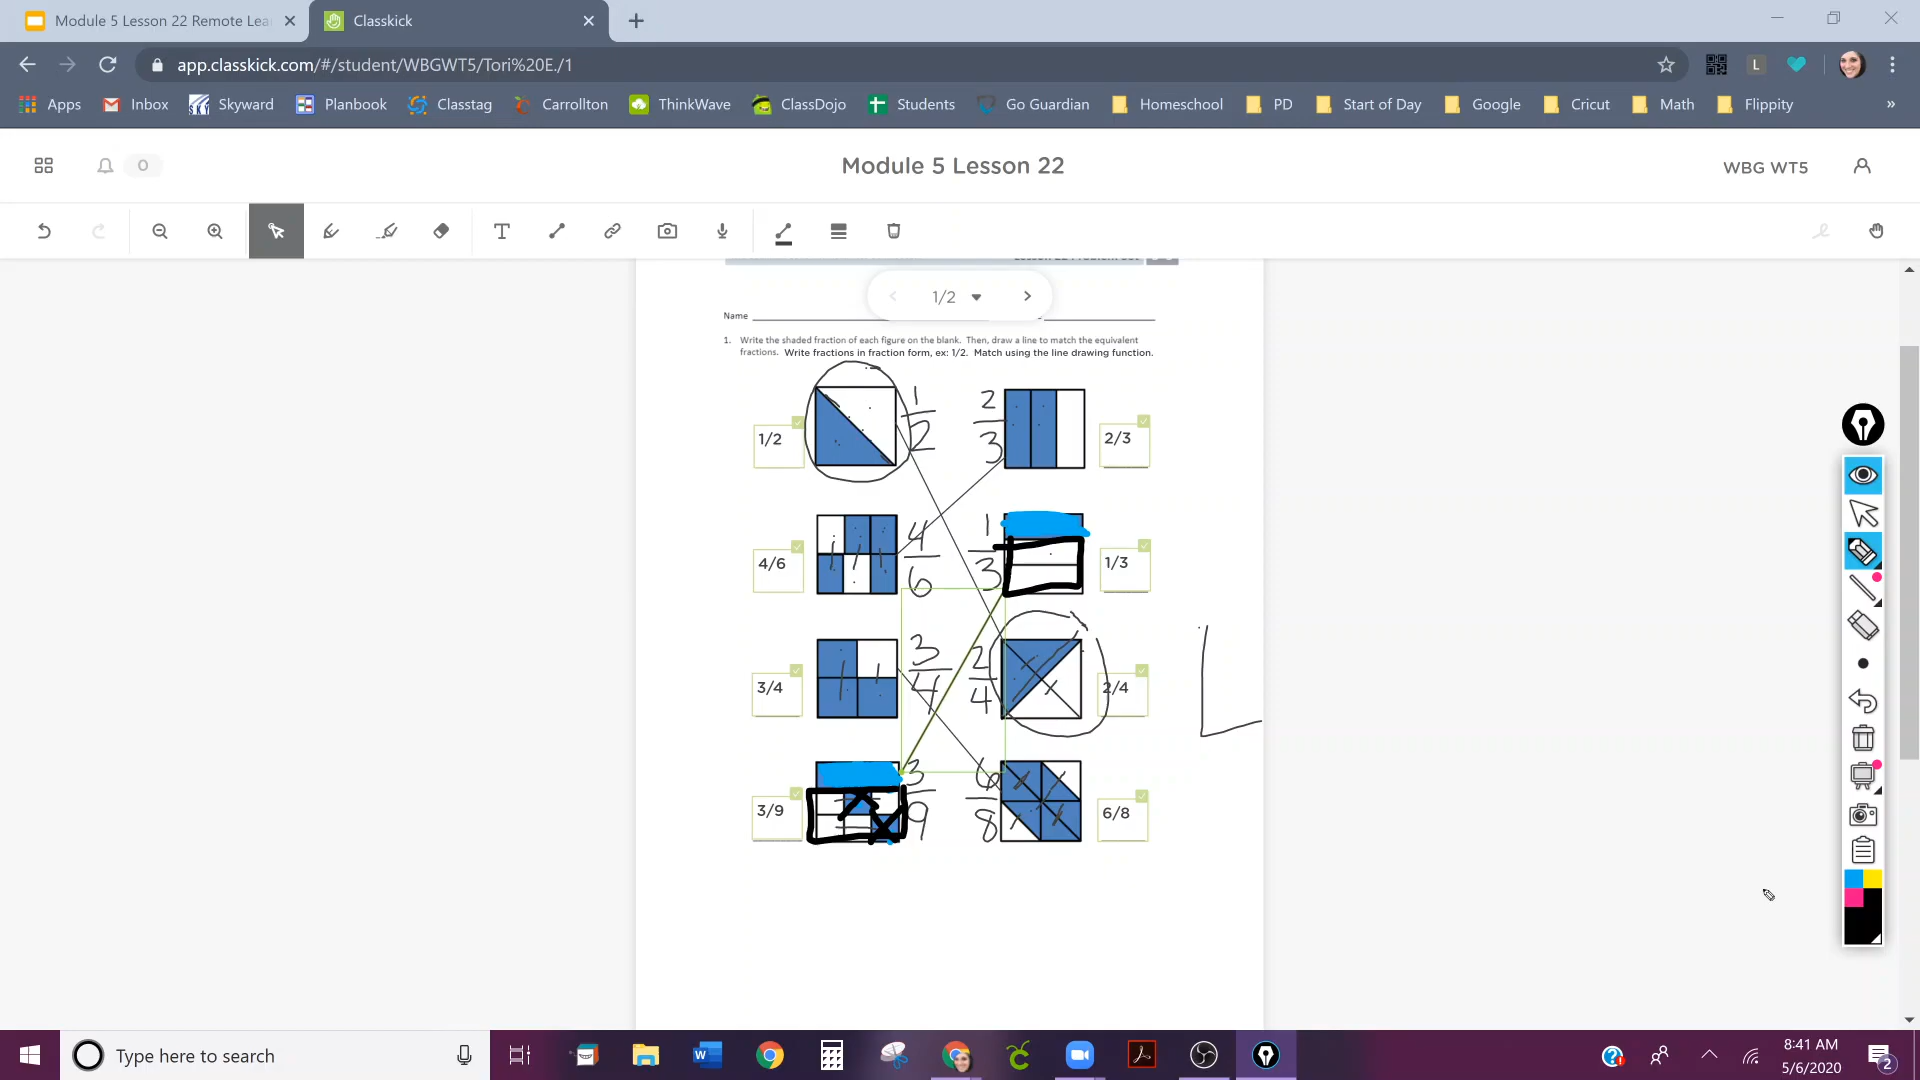 Module 5 Lesson 22 Remote Lea
Classkick
app.classkick.com/#/student/WBGWT5/Tori%20E./1
L
Apps Inbox Skyward Planbook Classtag Carrollton ThinkWave ClassDojo Students Go Guardian Homeschool PD Start of Day Google Cricut Math Flippity »
0
Module 5 Lesson 22
WBG WT5
T
1/2
Name
1. Write the shaded fraction of each figure on the blank. Then, draw a line to match the equivalent
fractions. Write fractions in fraction form, ex: 1/2. Match using the line drawing function.
1/2 1/2 2/3 2/3
4/6 4/6 1/3 1/3
3/4 3/4 2/4 2/4
3/9 3/9 6/8 6/8
Type here to search
8:41 AM
5/6/2020
2